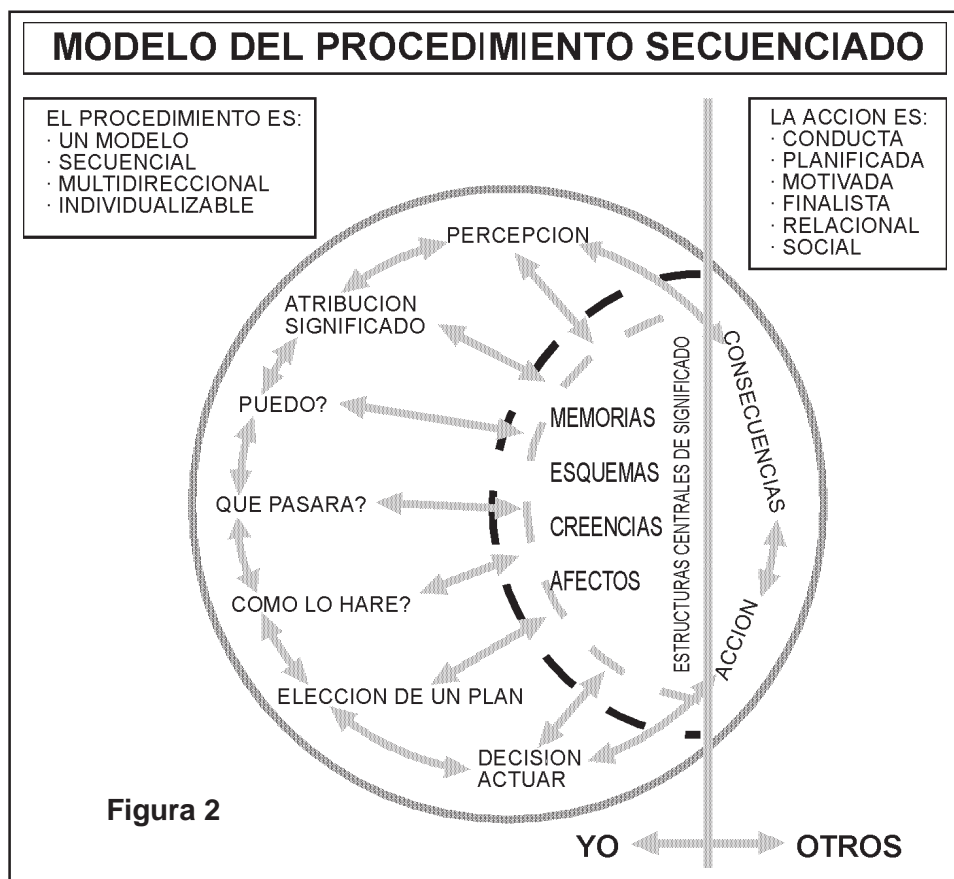 MODELO DEL PROCEDIMIENTO SECUENCIADO
EL PROCEDIMIENTO ES:
· UN MODELO
· SECUENCIAL
· MULTIDIRECCIONAL
· INDIVIDUALIZABLE
LA ACCION ES:
· CONDUCTA
· PLANIFICADA
· MOTIVADA
· FINALISTA
· RELACIONAL
· SOCIAL
PERCEPCION
ATRIBUCION
SIGNIFICADO
PUEDO?
QUE PASARA?
COMO LO HARE?
ELECCION DE UN PLAN
DECISION
ACTUAR
MEMORIAS
ESQUEMAS
CREENCIAS
AFECTOS
ESTRUCTURAS CENTRALES DE SIGNIFICADO
CONSECUENCIAS
ACCION
Figura 2
YO
OTROS